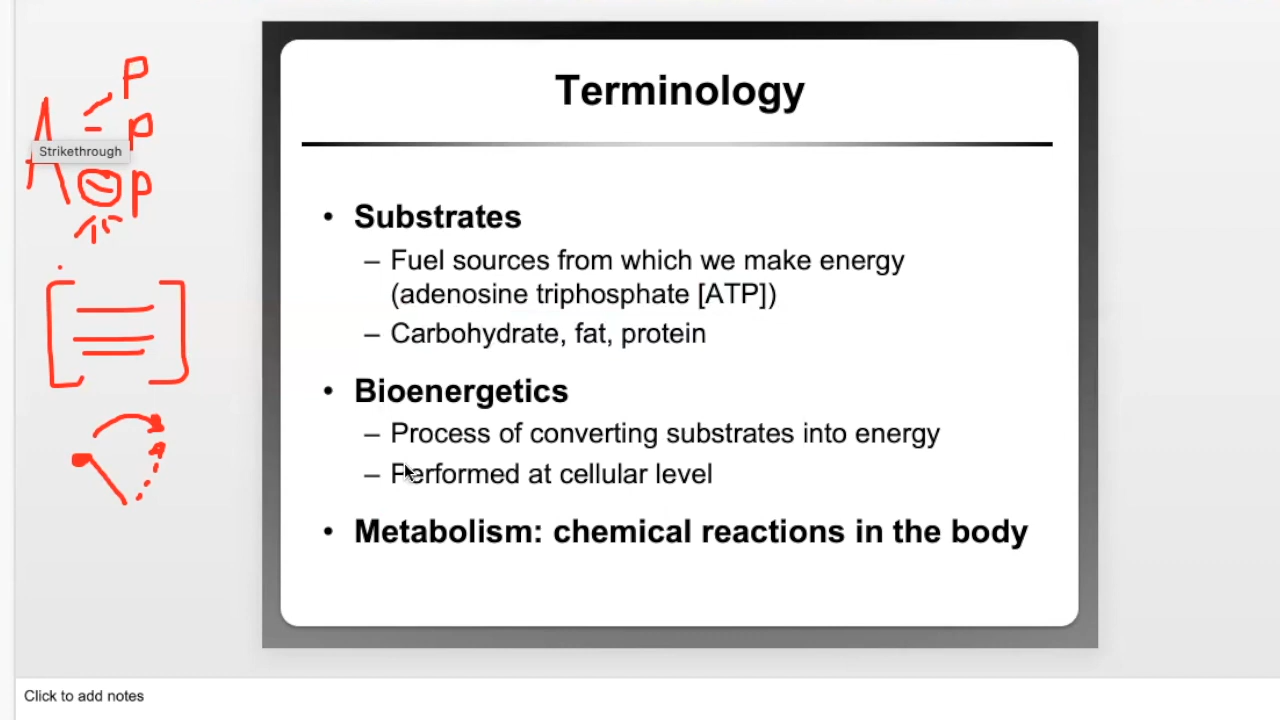 P
A P
Strikethrough
P
Terminology
• Substrates
– Fuel sources from which we make energy
(adenosine triphosphate [ATP])
– Carbohydrate, fat, protein
• Bioenergetics
– Process of converting substrates into energy
– Performed at cellular level
• Metabolism: chemical reactions in the body
Click to add notes